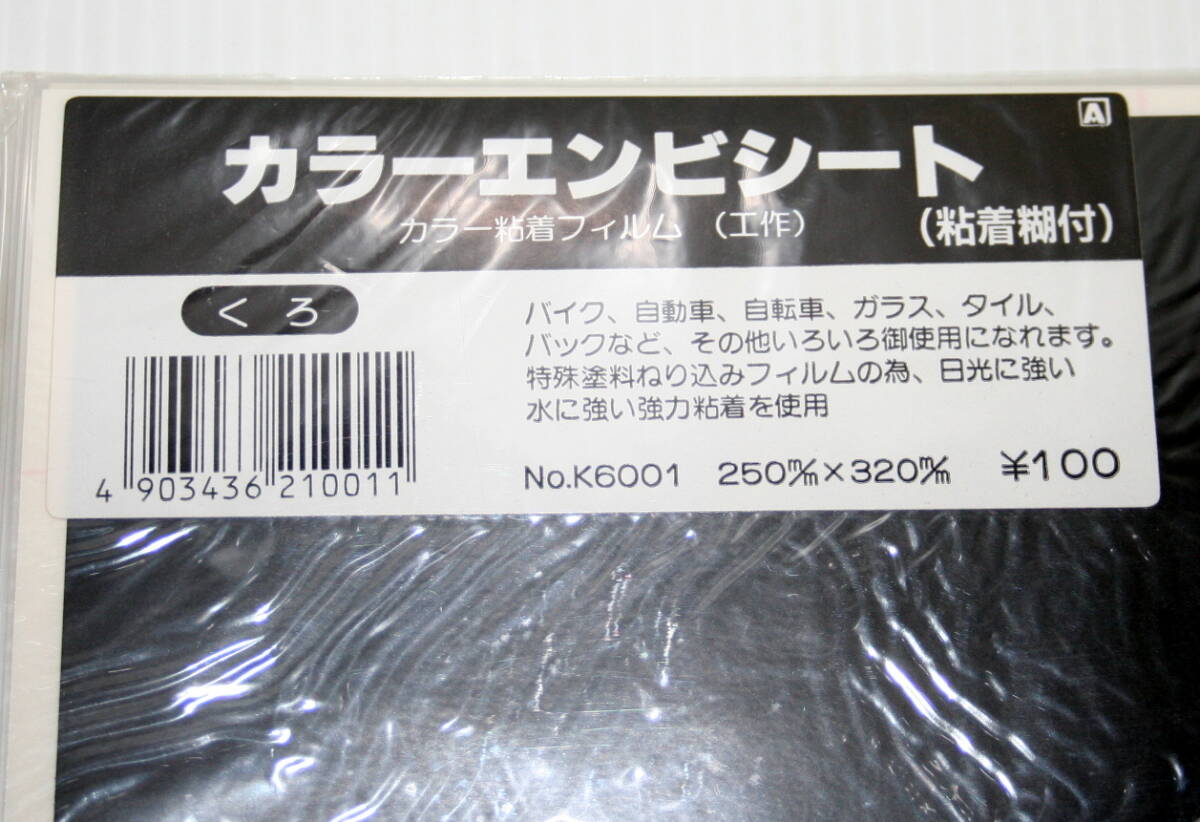 A
カラーエンビシート
カラー粘着フィルム （工作）
（粘着糊付）
くろ
バイク、自動車、自転車、ガラス、タイル、
バックなど、その他いろいろ御使用になれます。
特殊塗料ねり込みフィルムの為、日光に強い
水に強い強力粘着を使用
4 903436 210011
No.K6001 250㎜×320㎜ ¥100